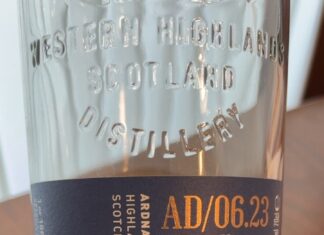 WESTERN HIGHLANDS
SCOTLAND
DISTILLERY
AD/06.23
ARDNA
HIGHLA
SCOTC